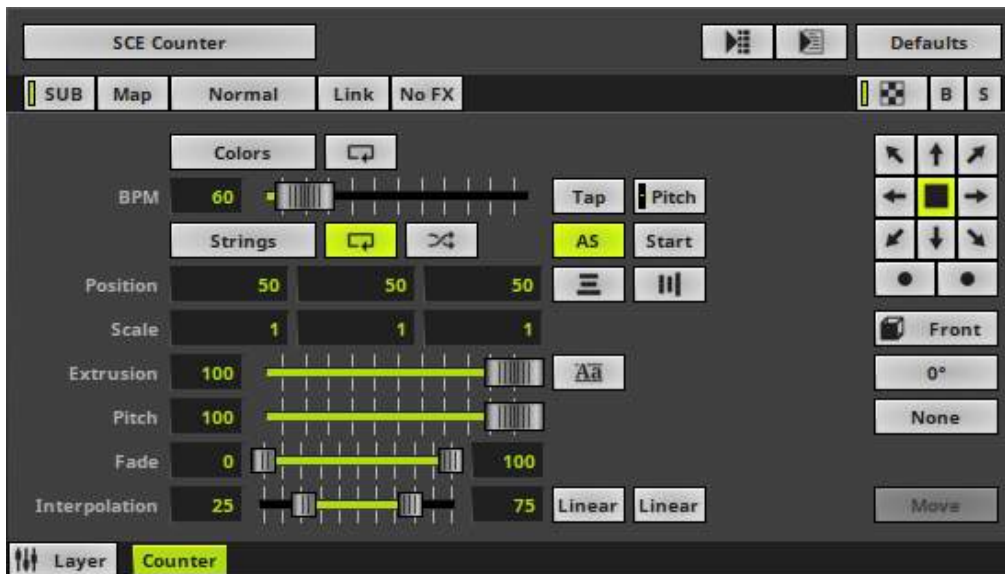 SCE Counter Defaults
SUB Map Normal Link No FX B S
Colors
BPM 60 Tap Pitch
Strings AS Start
Position 50 50 50
Scale 1 1 1 Front
Extrusion 100 Aa 0°
Pitch 100 None
Fade 0 100
Interpolation 25 75 Linear Linear Move
Layer Counter